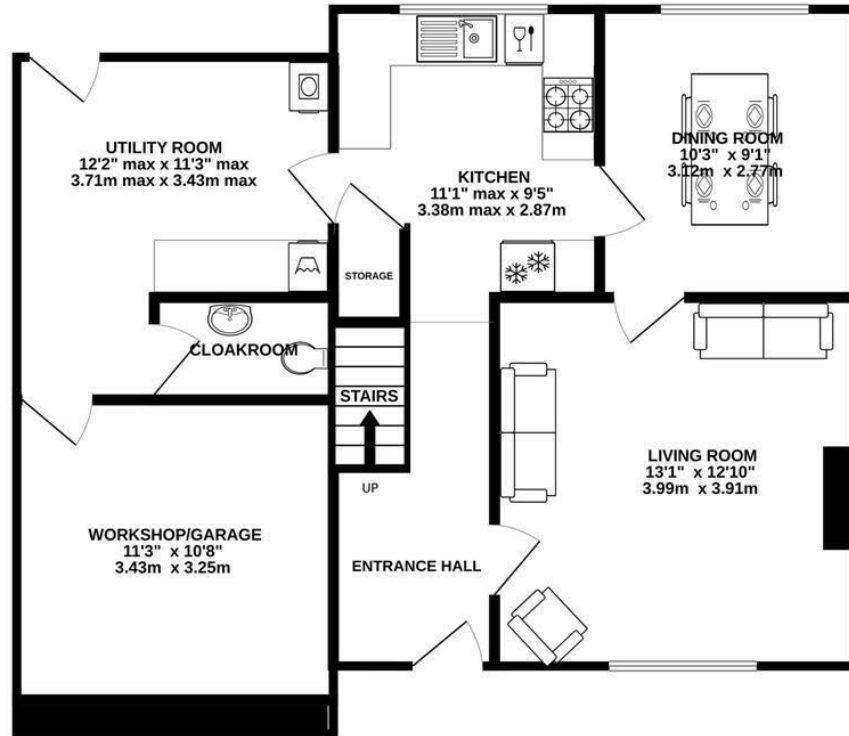 UTILITY ROOM
12'2" max x 11'3" max
3.71m max x 3.43m max
KITCHEN
11'1" max x 9'5"
3.38m max x 2.87m
DINING ROOM
10'3" x 9'1"
3.12m x 2.77m
STORAGE
CLOAKROOM
STAIRS
UP
LIVING ROOM
13'1" x 12'10"
3.99m x 3.91m
WORKSHOP/GARAGE
11'3" x 10'8"
3.43m x 3.25m
ENTRANCE HALL